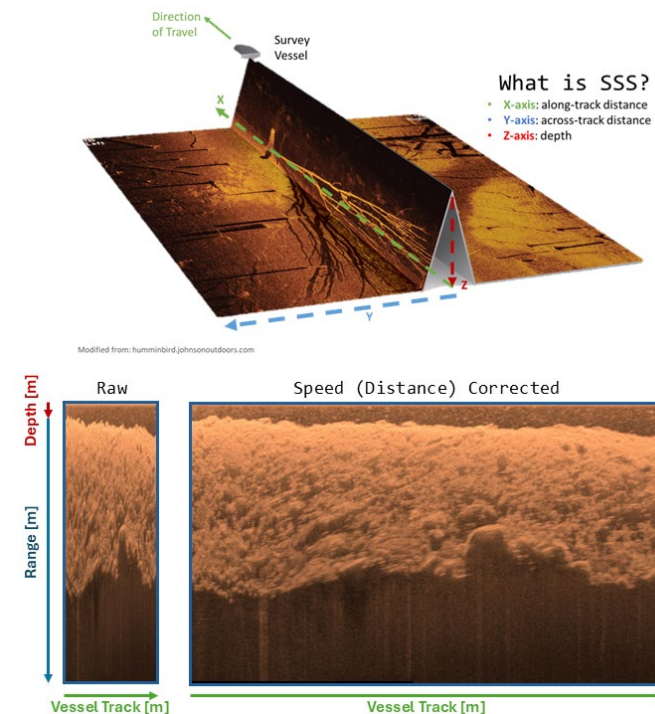 Direction
of Travel
Survey
Vessel
What is SSS?
X
• X-axis: along-track distance
• Y-axis: across-track distance
• Z-axis: depth
Left
Z
Y
Modified from: humminbird.johnsonoutdoors.com
Raw
Speed (Distance) Corrected
Depth [m]
Range [m]
Vessel Track [m]
Vessel Track [m]